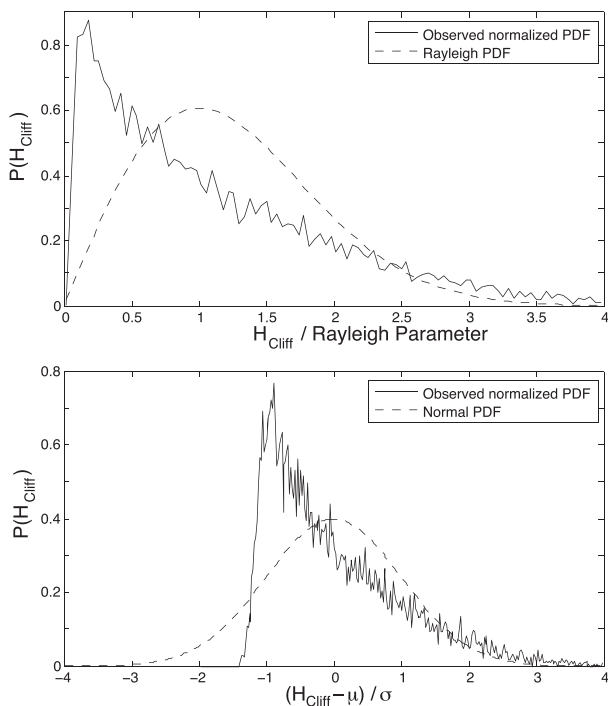 Observed normalized PDF
Rayleigh PDF
P(H_Cliff)
0.8
0.6
0.4
0.2
0
0 0.5 1 1.5 2 2.5 3 3.5 4
H_Cliff / Rayleigh Parameter
Observed normalized PDF
Normal PDF
P(H_Cliff)
0.8
0.6
0.4
0.2
0
−4 −3 −2 −1 0 1 2 3 4
(H_Cliff−μ) / σ